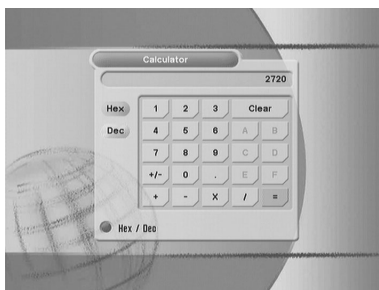 Calculator
2720
Hex 1 2 3 Clear
Dec 4 5 6 A B
7 8 9 C D
+/- 0 . E F
+ - X / =
Hex / Dec